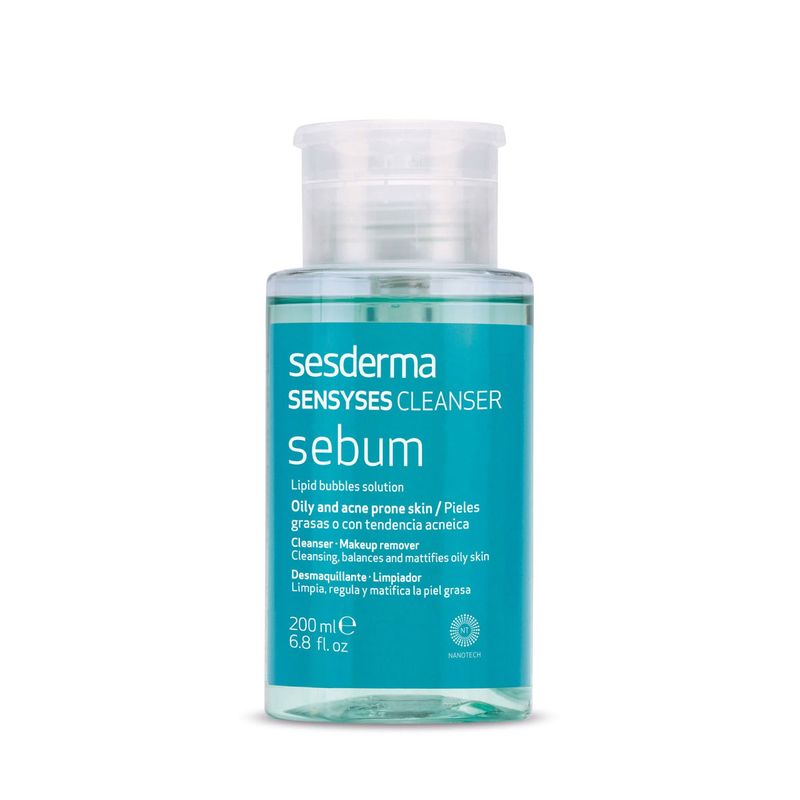 sesderma
SENSYSES CLEANSER
sebum
Lipid bubbles solution
Oily and acne prone skin / Pieles
grasas o con tendencia acneica
Cleanser · Makeup remover
Cleansing, balances and mattifies oily skin
Desmaquillante · Limpiador
Limpia, regula y matifica la piel grasa
200 ml ℮
6.8 fl. oz
NT
NANOTECH